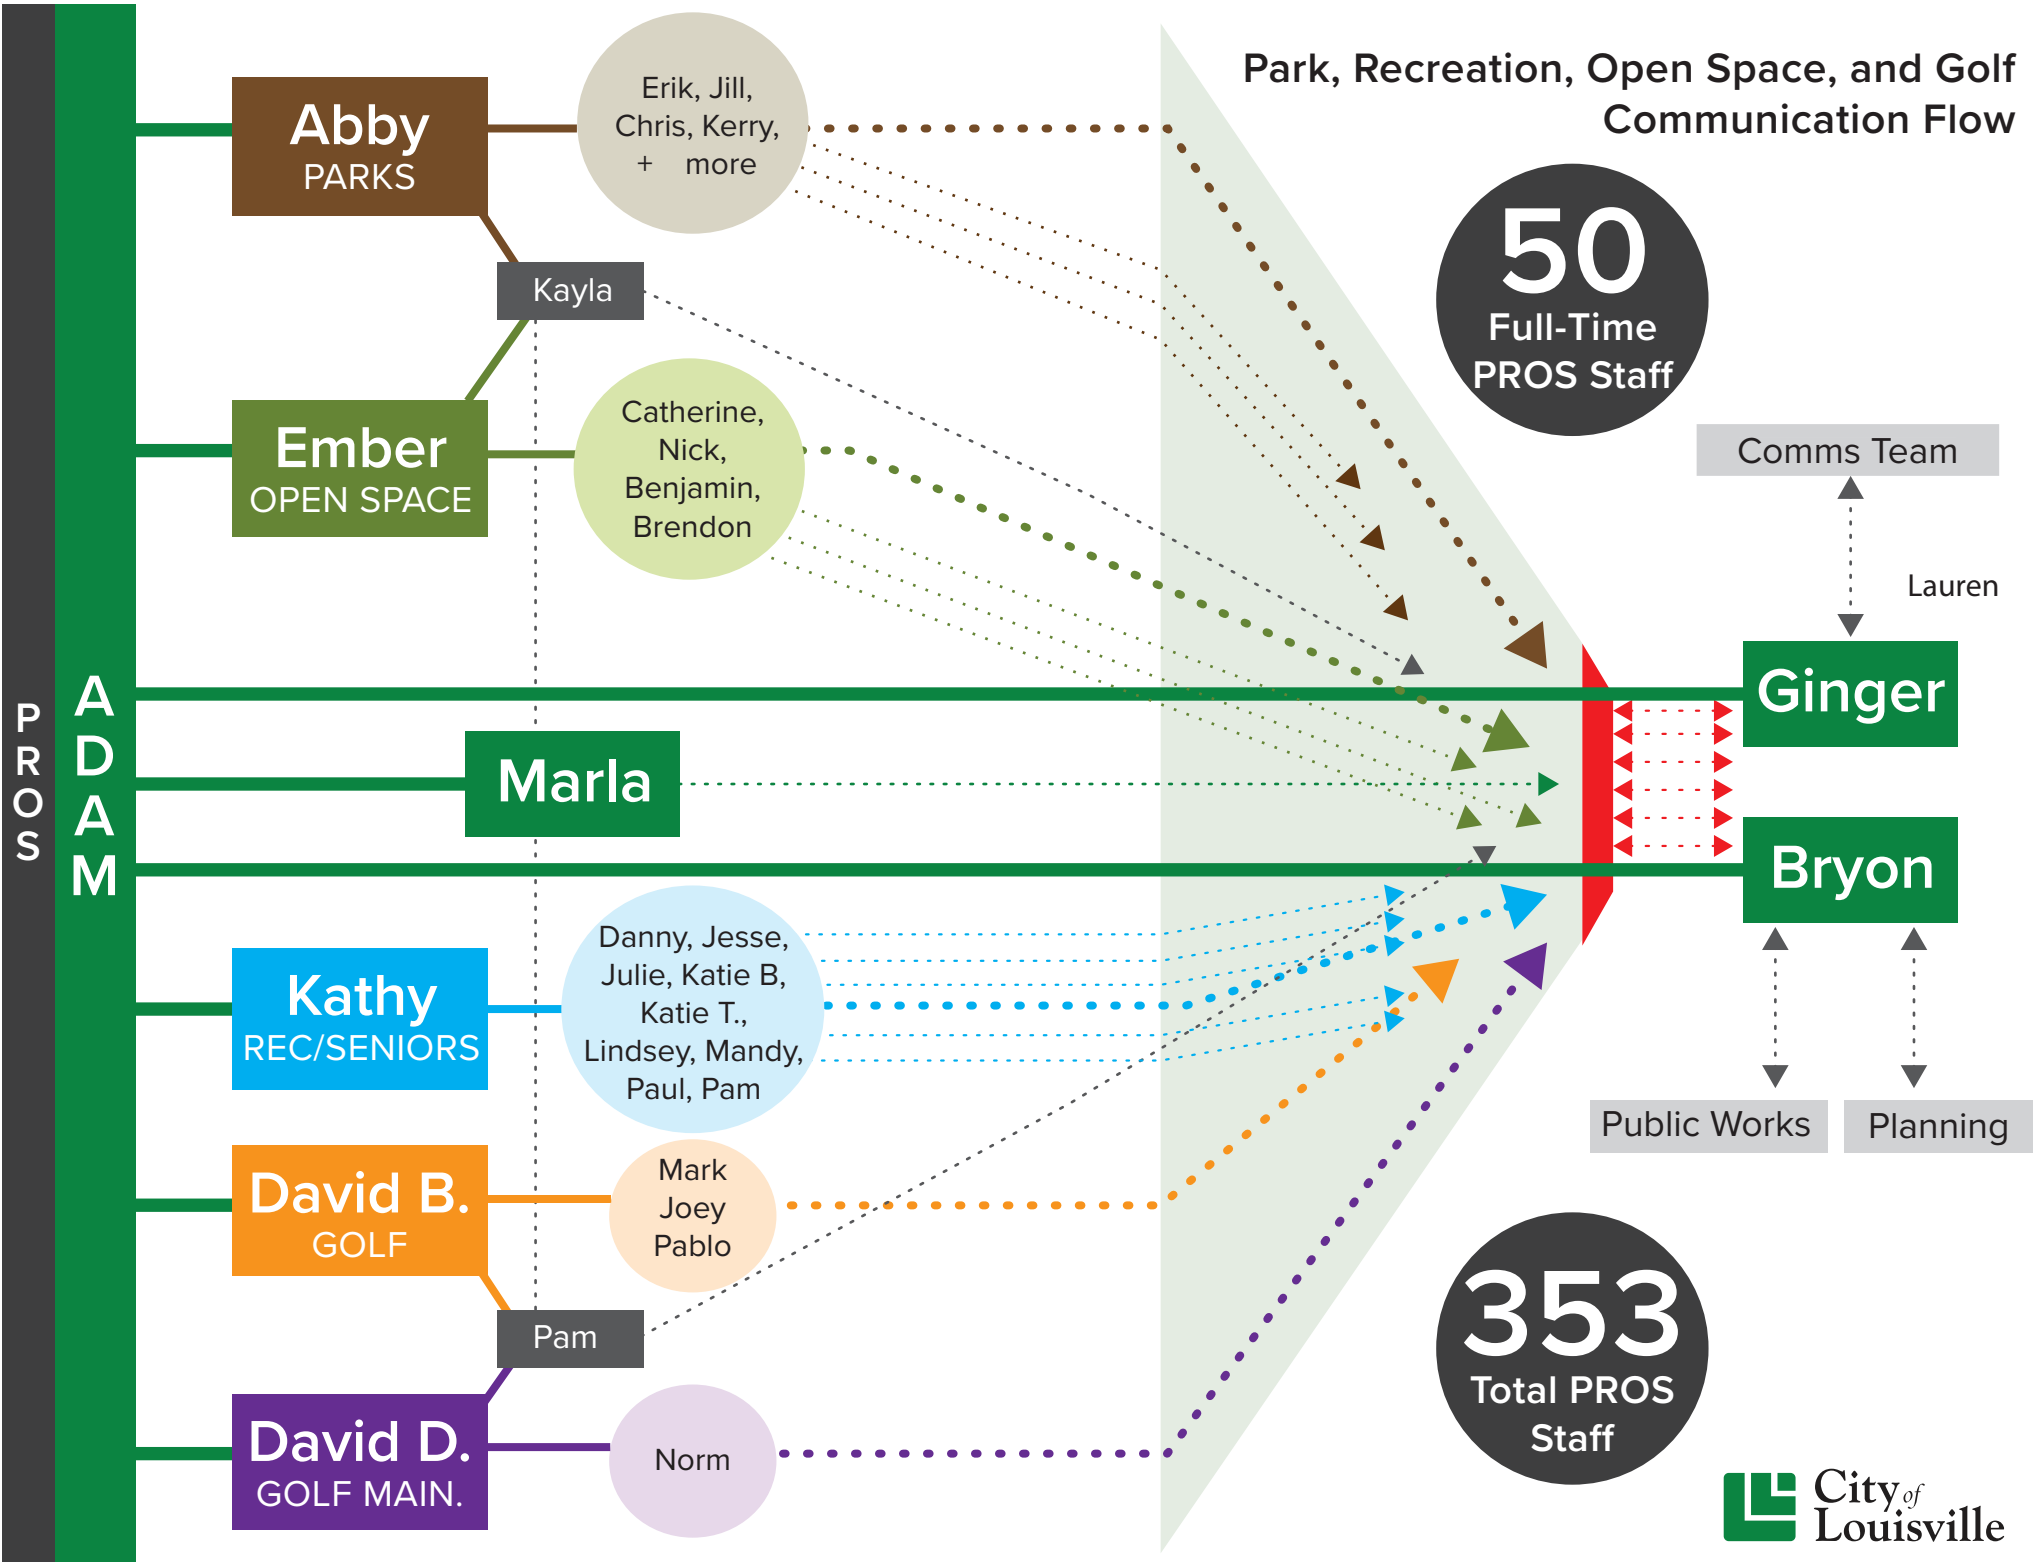 Park, Recreation, Open Space, and Golf
Communication Flow
PROS
ADAM
Abby
PARKS
Erik, Jill,
Chris, Kerry,
+ more
Kayla
Ember
OPEN SPACE
Catherine,
Nick,
Benjamin,
Brendon
50
Full-Time
PROS Staff
Comms Team
Lauren
Ginger
Marla
Bryon
Kathy
REC/SENIORS
Danny, Jesse,
Julie, Katie B,
Katie T.,
Lindsey, Mandy,
Paul, Pam
Public Works
Planning
David B.
GOLF
Mark
Joey
Pablo
Pam
David D.
GOLF MAIN.
Norm
353
Total PROS
Staff
City of
Louisville